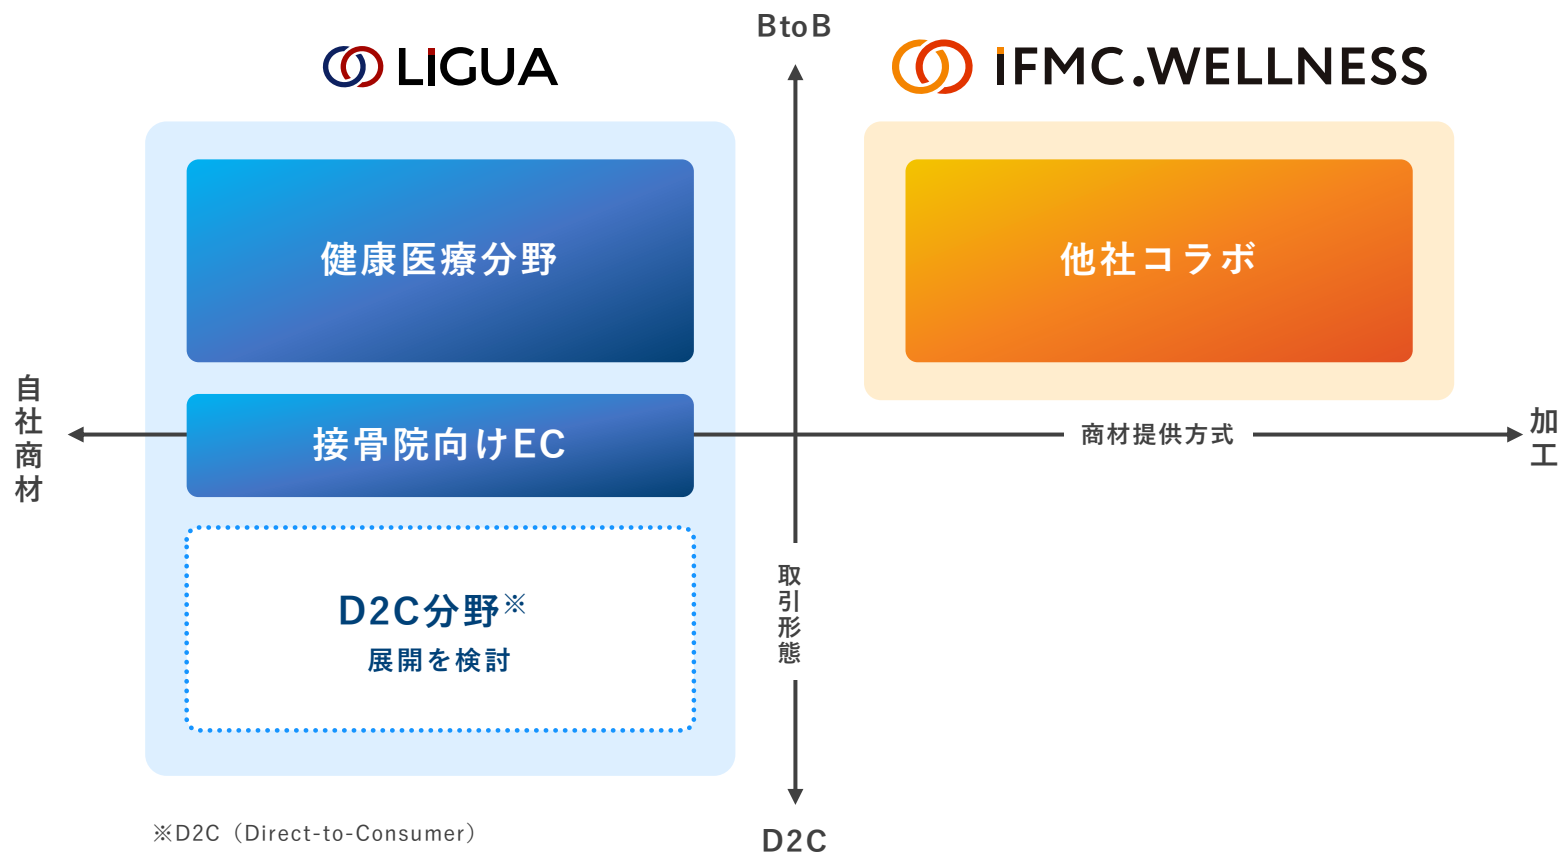 BtoB
LiGUA
iFMC.WELLNESS
健康医療分野
他社コラボ
自社商材
接骨院向けEC
商材提供方式
加工
取引形態
D2C分野※
展開を検討
※D2C（Direct-to-Consumer）
D2C